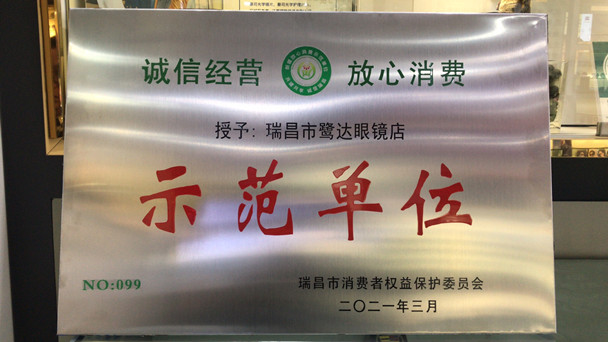 诚信经营 放心消费
授予：瑞昌市鹭达眼镜店
示范单位
NO:099
瑞昌市消费者权益保护委员会
二〇二一年三月